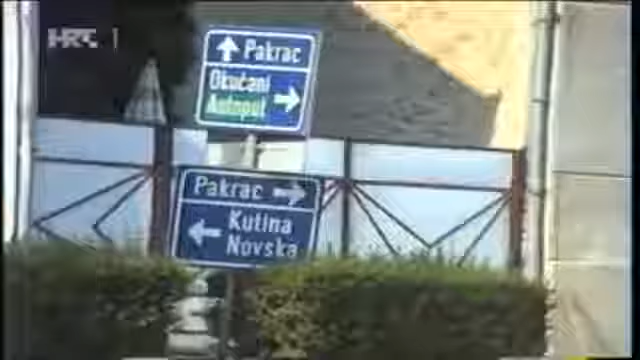 HRT 1
Pakrac
Okučani
Autoput
Pakrac
Kutina
Novska